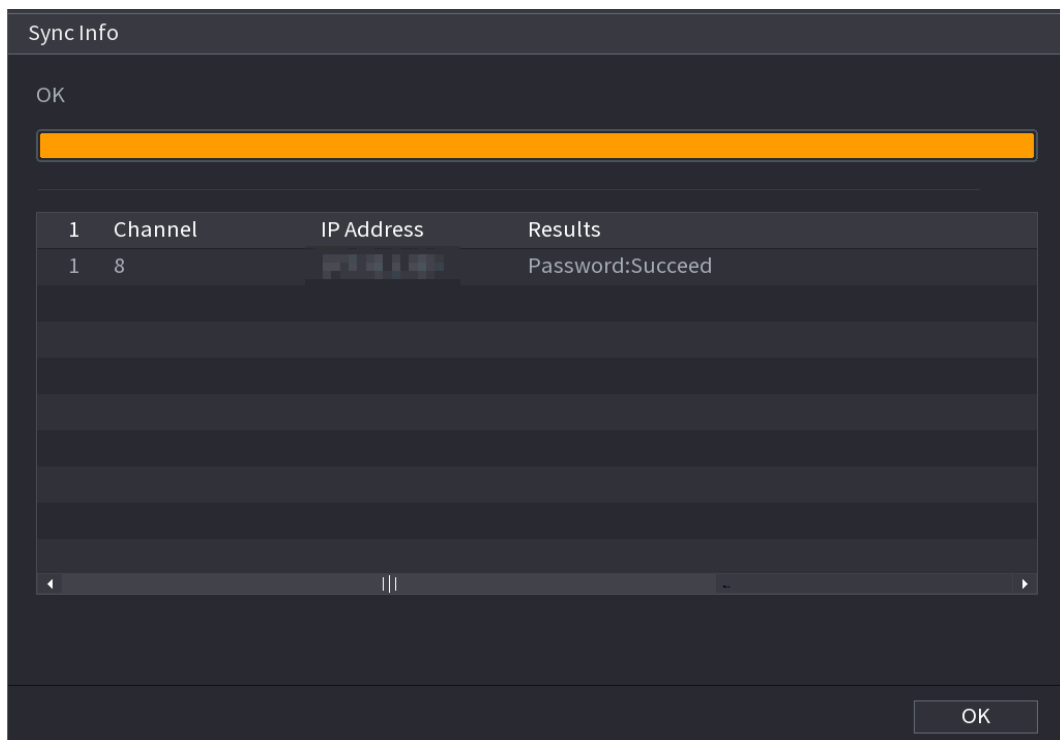 Sync Info
OK
1 Channel IP Address Results
1 8 Password:Succeed
OK